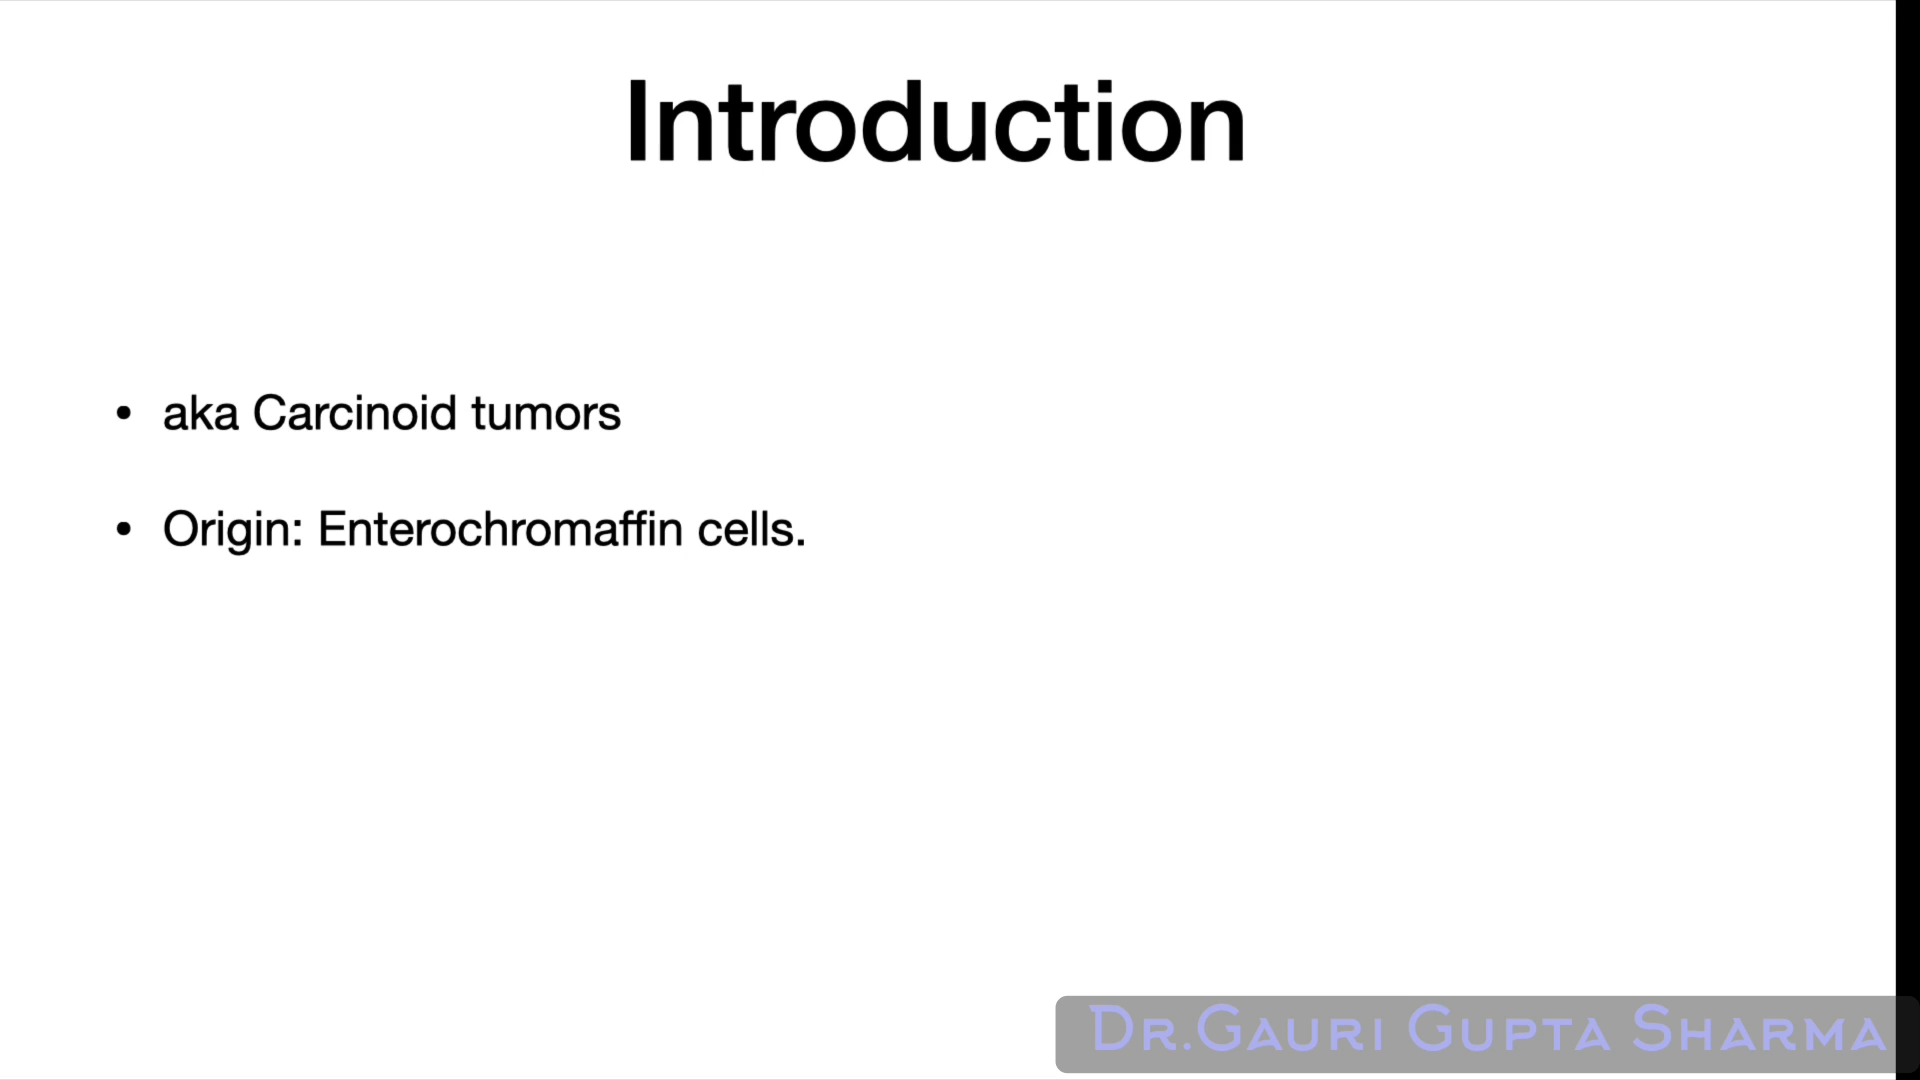 Introduction
• aka Carcinoid tumors
• Origin: Enterochromaffin cells.
Dr.Gauri Gupta Sharma